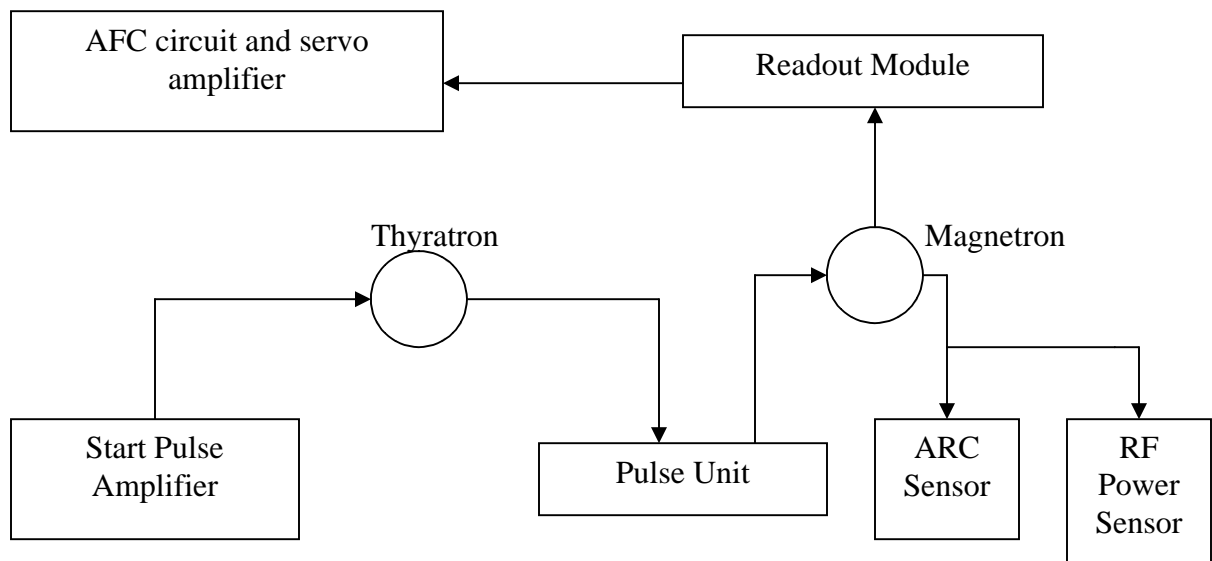 AFC circuit and servo
amplifier
Readout Module
Thyratron
Magnetron
Start Pulse
Amplifier
Pulse Unit
ARC
Sensor
RF
Power
Sensor